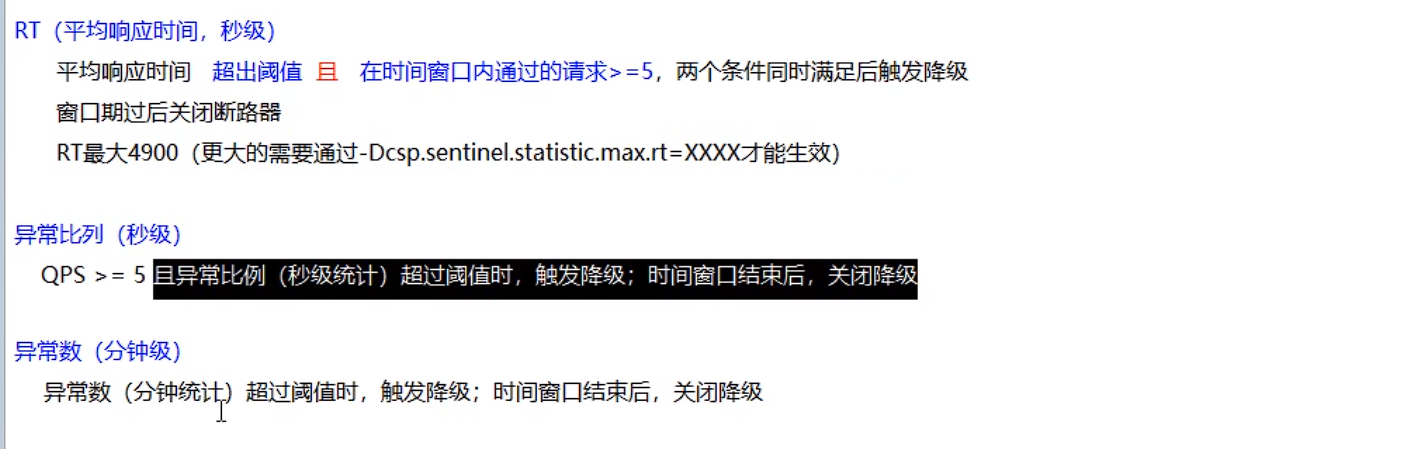 RT（平均响应时间，秒级）
平均响应时间 超出阈值 且 在时间窗口内通过的请求>=5，两个条件同时满足后触发降级
窗口期过后关闭断路器
RT最大4900（更大的需要通过-Dcsp.sentinel.statistic.max.rt=XXXX才能生效）
异常比列（秒级）
QPS >= 5 且异常比例（秒级统计）超过阈值时，触发降级；时间窗口结束后，关闭降级
异常数（分钟级）
异常数（分钟统计）超过阈值时，触发降级；时间窗口结束后，关闭降级